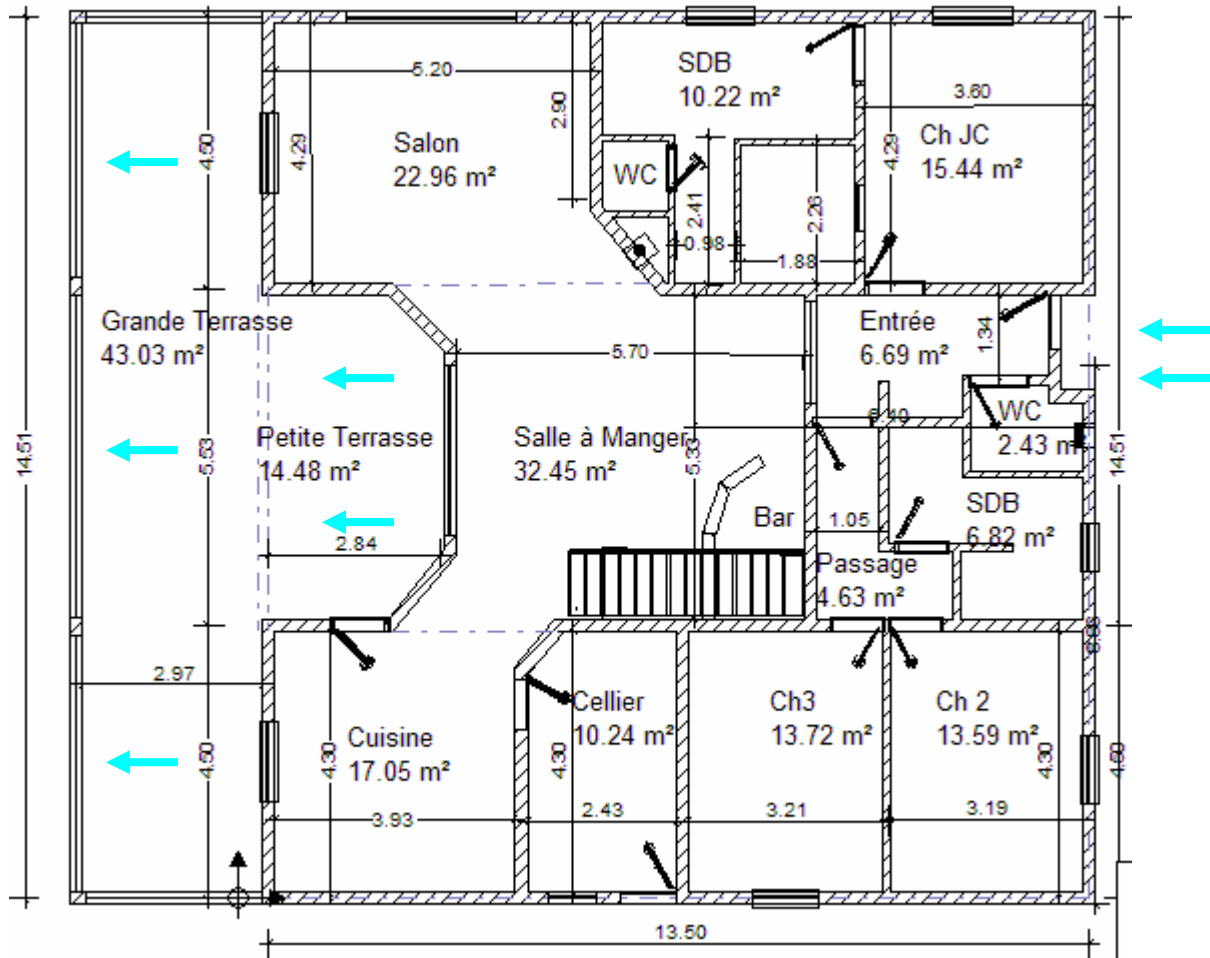 5.20
SDB
10.22 m²
3.60
2.90
4.50
4.29
Salon
22.96 m²
Ch JC
15.44 m²
4.29
WC
2.41
2.26
0.98
1.88
Grande Terrasse
43.03 m²
Entrée
6.69 m²
1.34
5.70
14.51
5.53
Petite Terrasse
14.48 m²
Salle à Manger
32.45 m²
5.33
6.40
WC
2.43 m
14.51
Bar
1.05
SDB
6.82 m²
2.84
Passage
4.63 m²
2.97
Cuisine
17.05 m²
Cellier
10.24 m²
Ch3
13.72 m²
Ch 2
13.59 m²
4.50
4.30
4.30
4.30
4.50
3.93
2.43
3.21
3.19
13.50